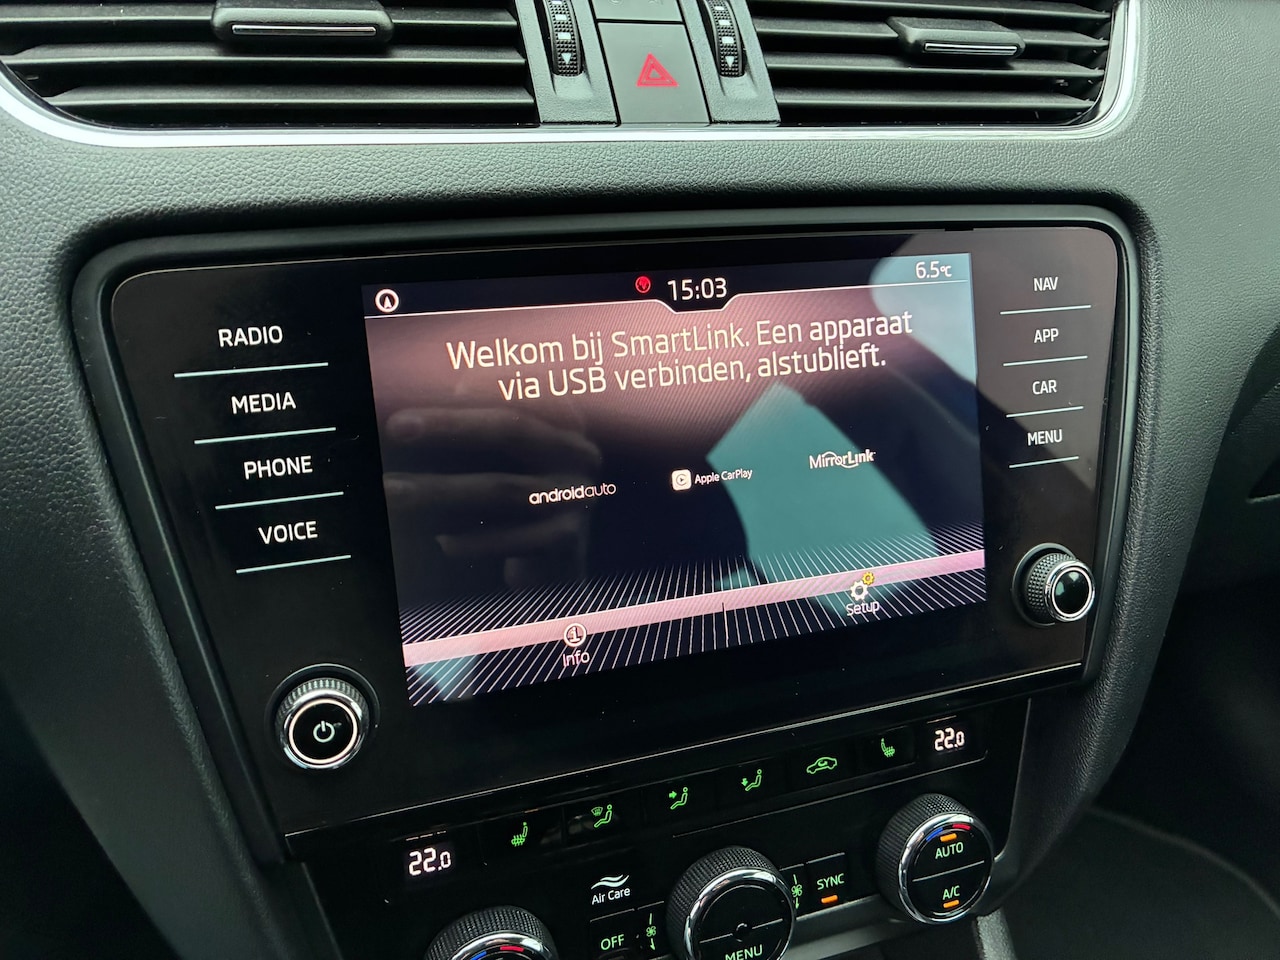 15:03
6.5°C
Welkom bij SmartLink. Een apparaat
via USB verbinden, alstublieft.
androidauto
Apple CarPlay
MirrorLink
Info
Setup
RADIO
MEDIA
PHONE
VOICE
NAV
APP
CAR
MENU
22.0
22.0
Air Care
OFF
MENU
SYNC
AUTO
A/C